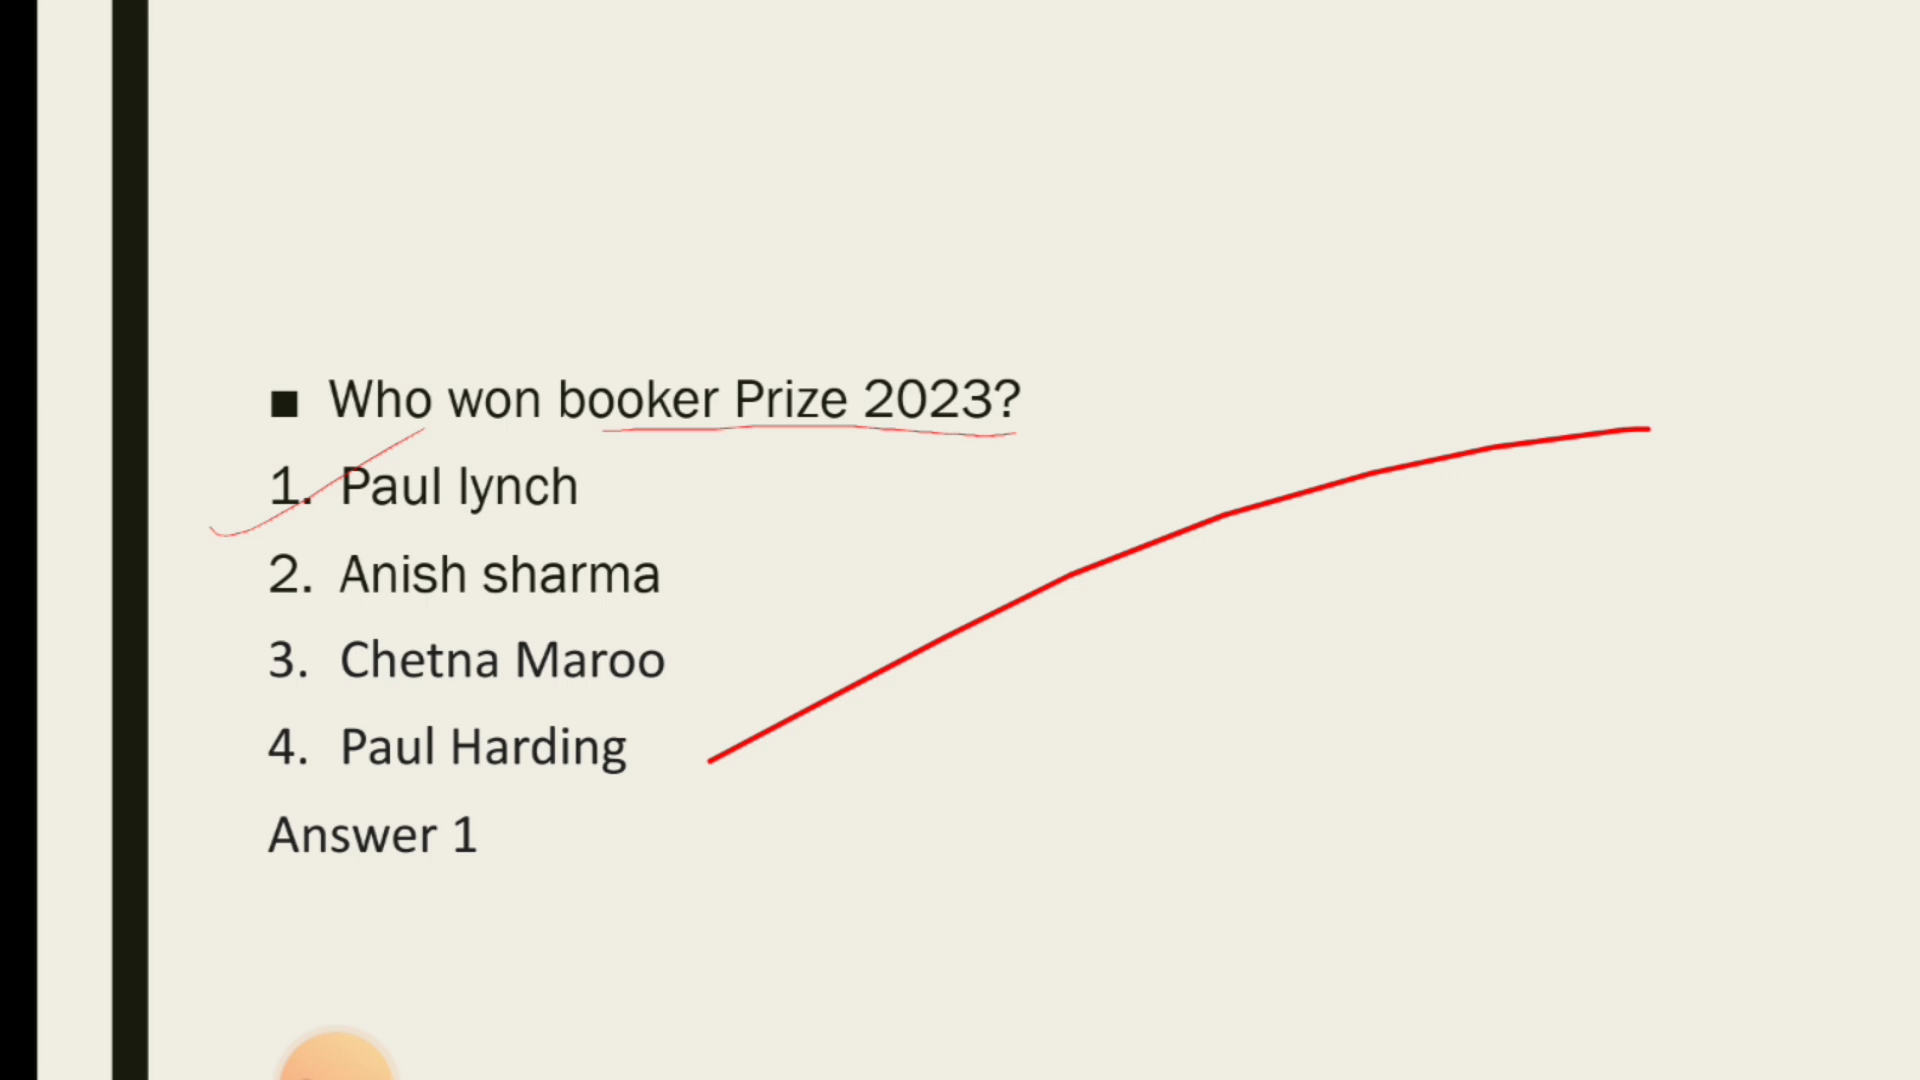 ■ Who won booker Prize 2023?
1. Paul lynch
2. Anish sharma
3. Chetna Maroo
4. Paul Harding
Answer 1